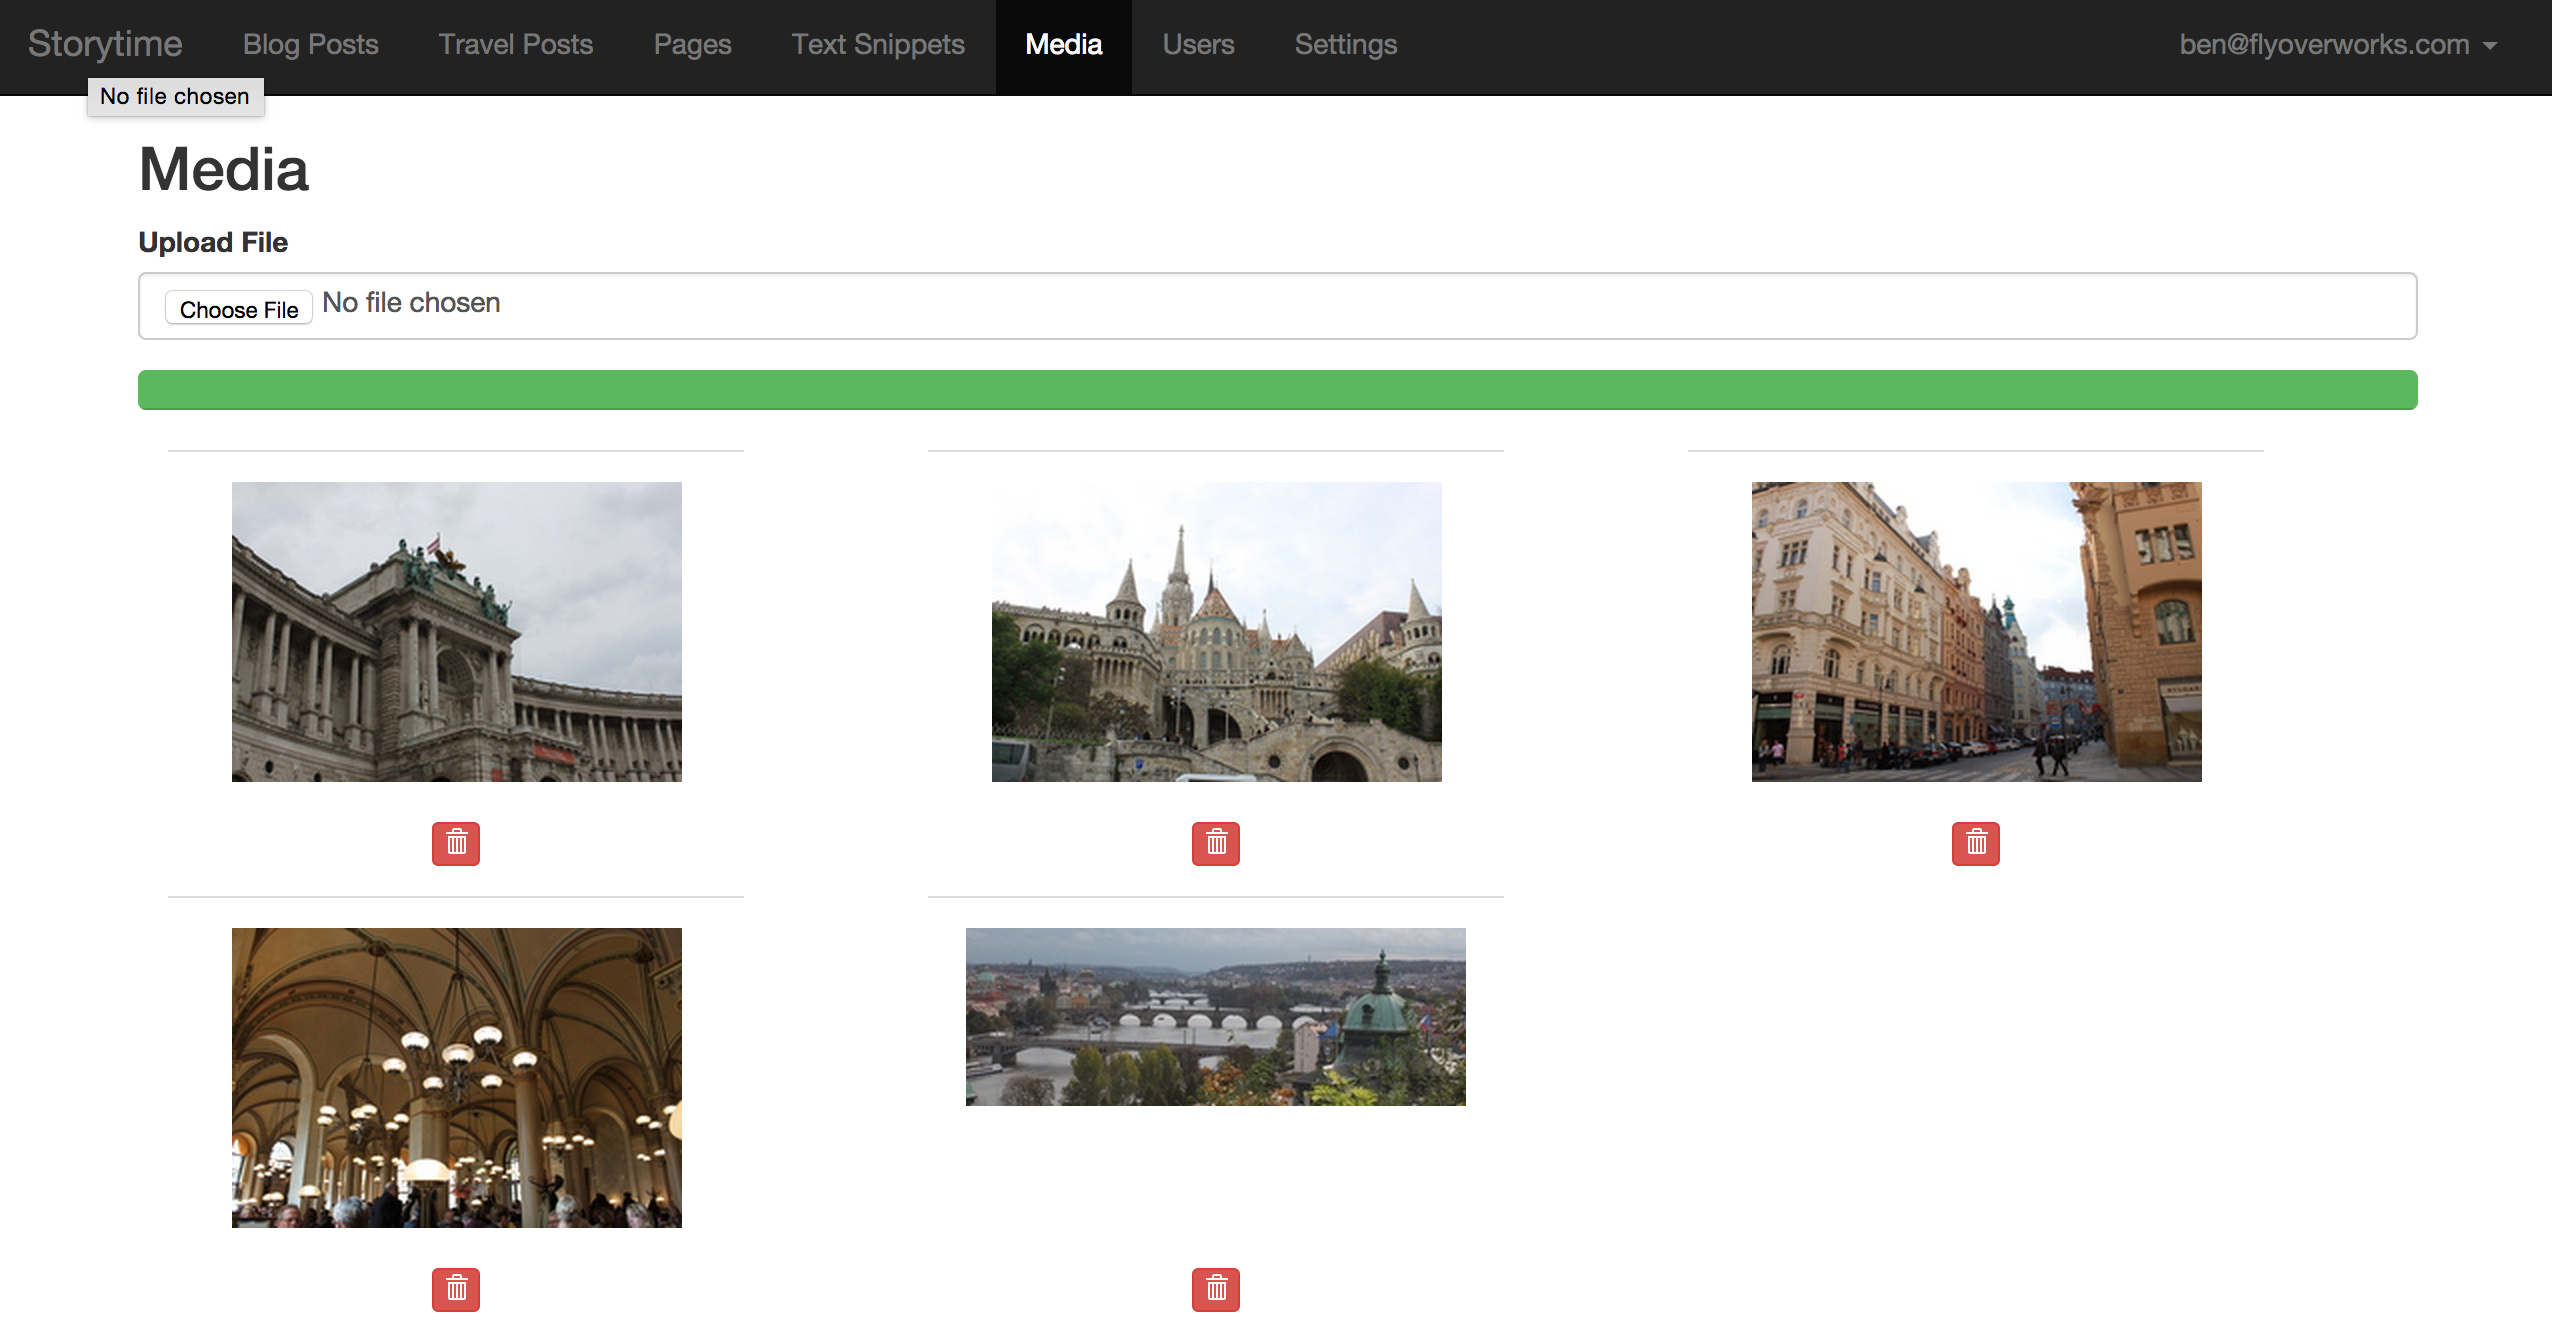 Storytime Blog Posts Travel Posts Pages Text Snippets Media Users Settings ben@flyoverworks.com
No file chosen
Media
Upload File
Choose File No file chosen
BVLGARI